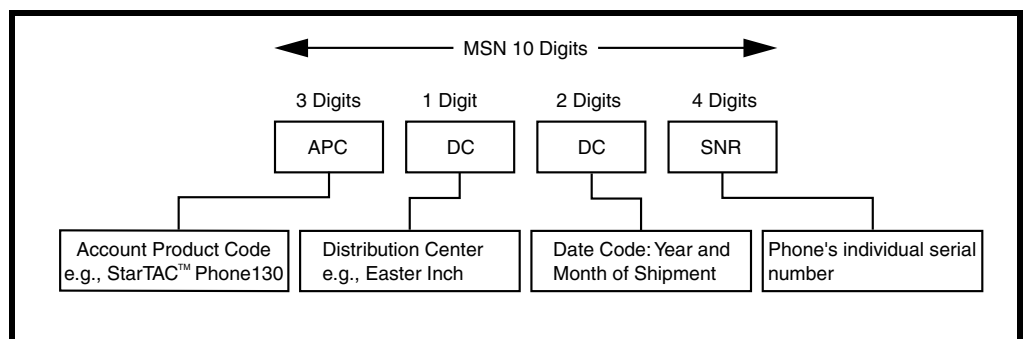 MSN 10 Digits
3 Digits
1 Digit
2 Digits
4 Digits
APC
DC
DC
SNR
Account Product Code
e.g., StarTAC™ Phone130
Distribution Center
e.g., Easter Inch
Date Code: Year and
Month of Shipment
Phone's individual serial
number